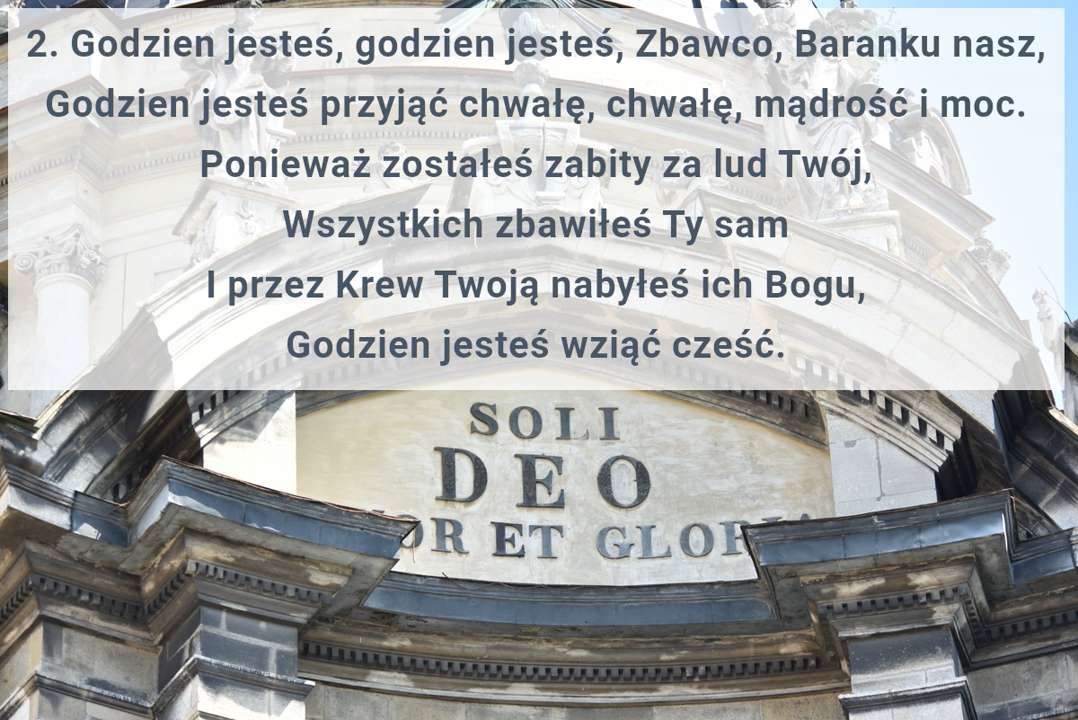 2. Godzien jesteś, godzien jesteś, Zbawco, Baranku nasz,
Godzien jesteś przyjąć chwałę, chwałę, mądrość i moc.
Ponieważ zostałeś zabity za lud Twój,
Wszystkich zbawiłeś Ty sam
I przez Krew Twoją nabyłeś ich Bogu,
Godzien jesteś wziąć cześć.
SOLI
DEO
ET